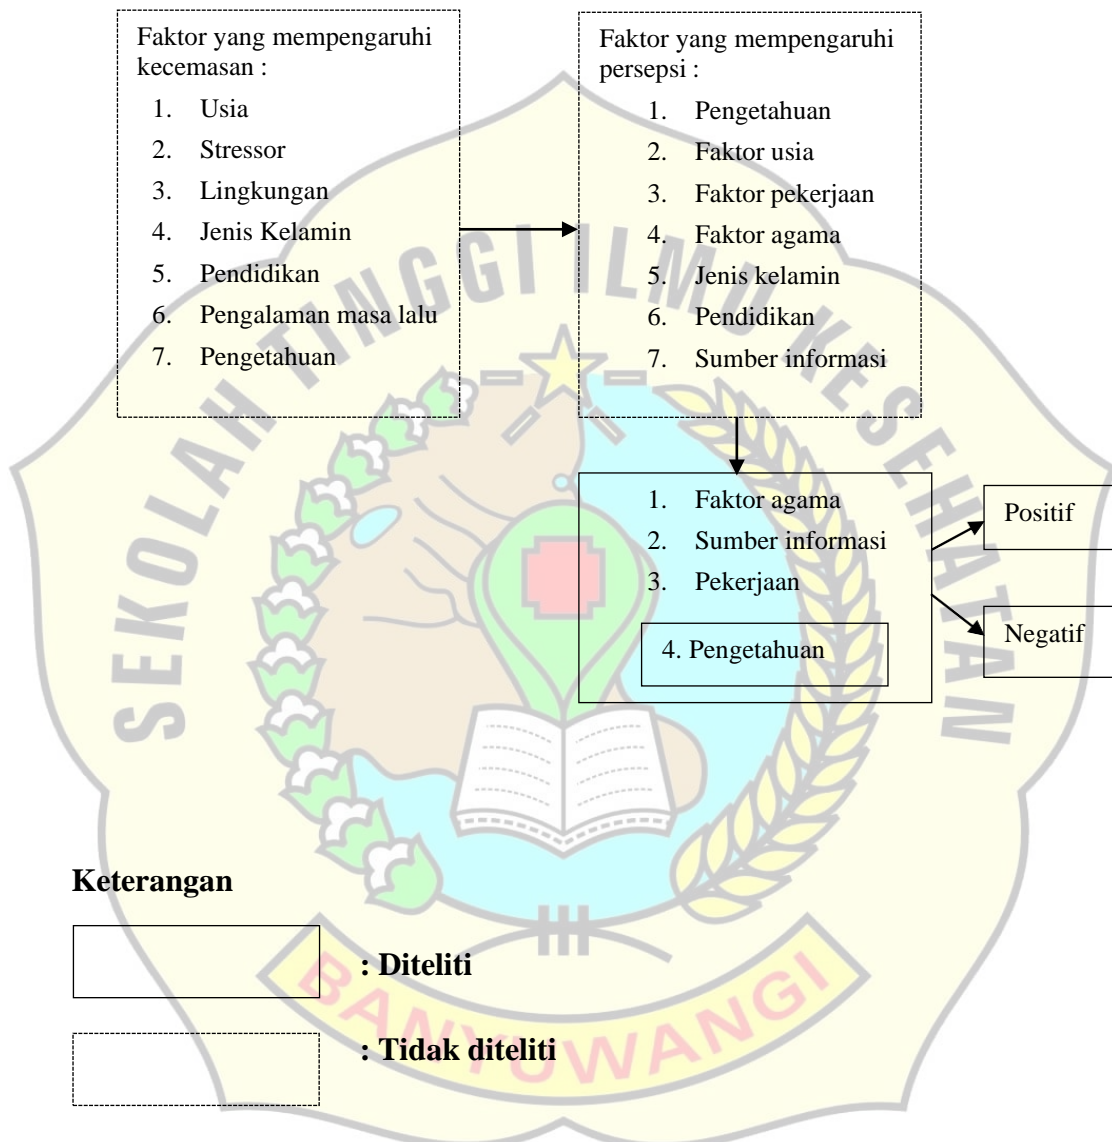 Faktor yang mempengaruhi
kecemasan :
1. Usia
2. Stressor
3. Lingkungan
4. Jenis Kelamin
5. Pendidikan
6. Pengalaman masa lalu
7. Pengetahuan
Faktor yang mempengaruhi
persepsi :
1. Pengetahuan
2. Faktor usia
3. Faktor pekerjaan
4. Faktor agama
5. Jenis kelamin
6. Pendidikan
7. Sumber informasi
1. Faktor agama
2. Sumber informasi
3. Pekerjaan
4. Pengetahuan
Positif
Negatif
Keterangan
: Diteliti
: Tidak diteliti
SEKOLAH TINGGI ILMU KESEHATAN
BANYUWANGI